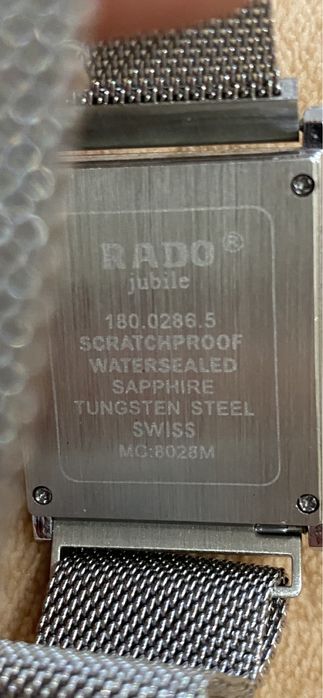 RADO®
jubile
180.0286.5
SCRATCHPROOF
WATERSEALED
SAPPHIRE
TUNGSTEN STEEL
SWISS
MC:8028M